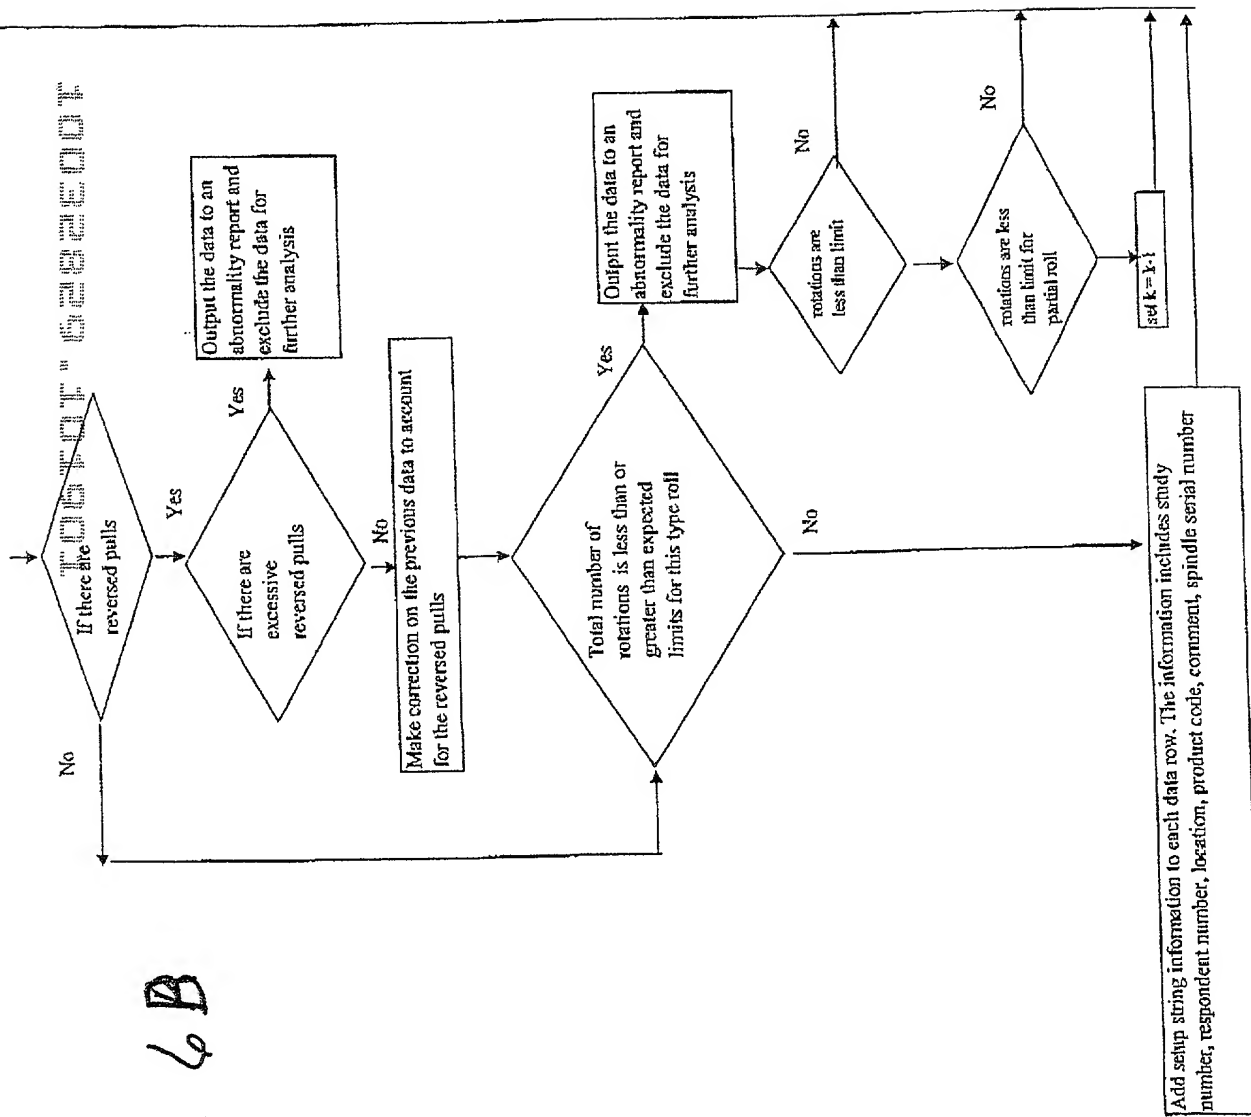 6 B
10032829.101601
If there are
reversed pulls
No
Yes
If there are
excessive
reversed pulls
Yes
Output the data to an
abnormality report and
exclude the data for
further analysis
No
Make correction on the previous data to account
for the reversed pulls
Total number of
rotations is less than or
greater than expected
limits for this type roll
Yes
Output the data to an
abnormality report and
exclude the data for
further analysis
No
rotations are
less than limit
No
rotations are less
than limit for
partial roll
No
set k=k-1
Add setup string information to each data row. The information includes study
number, respondent number, location, product code, comment, spindle serial number